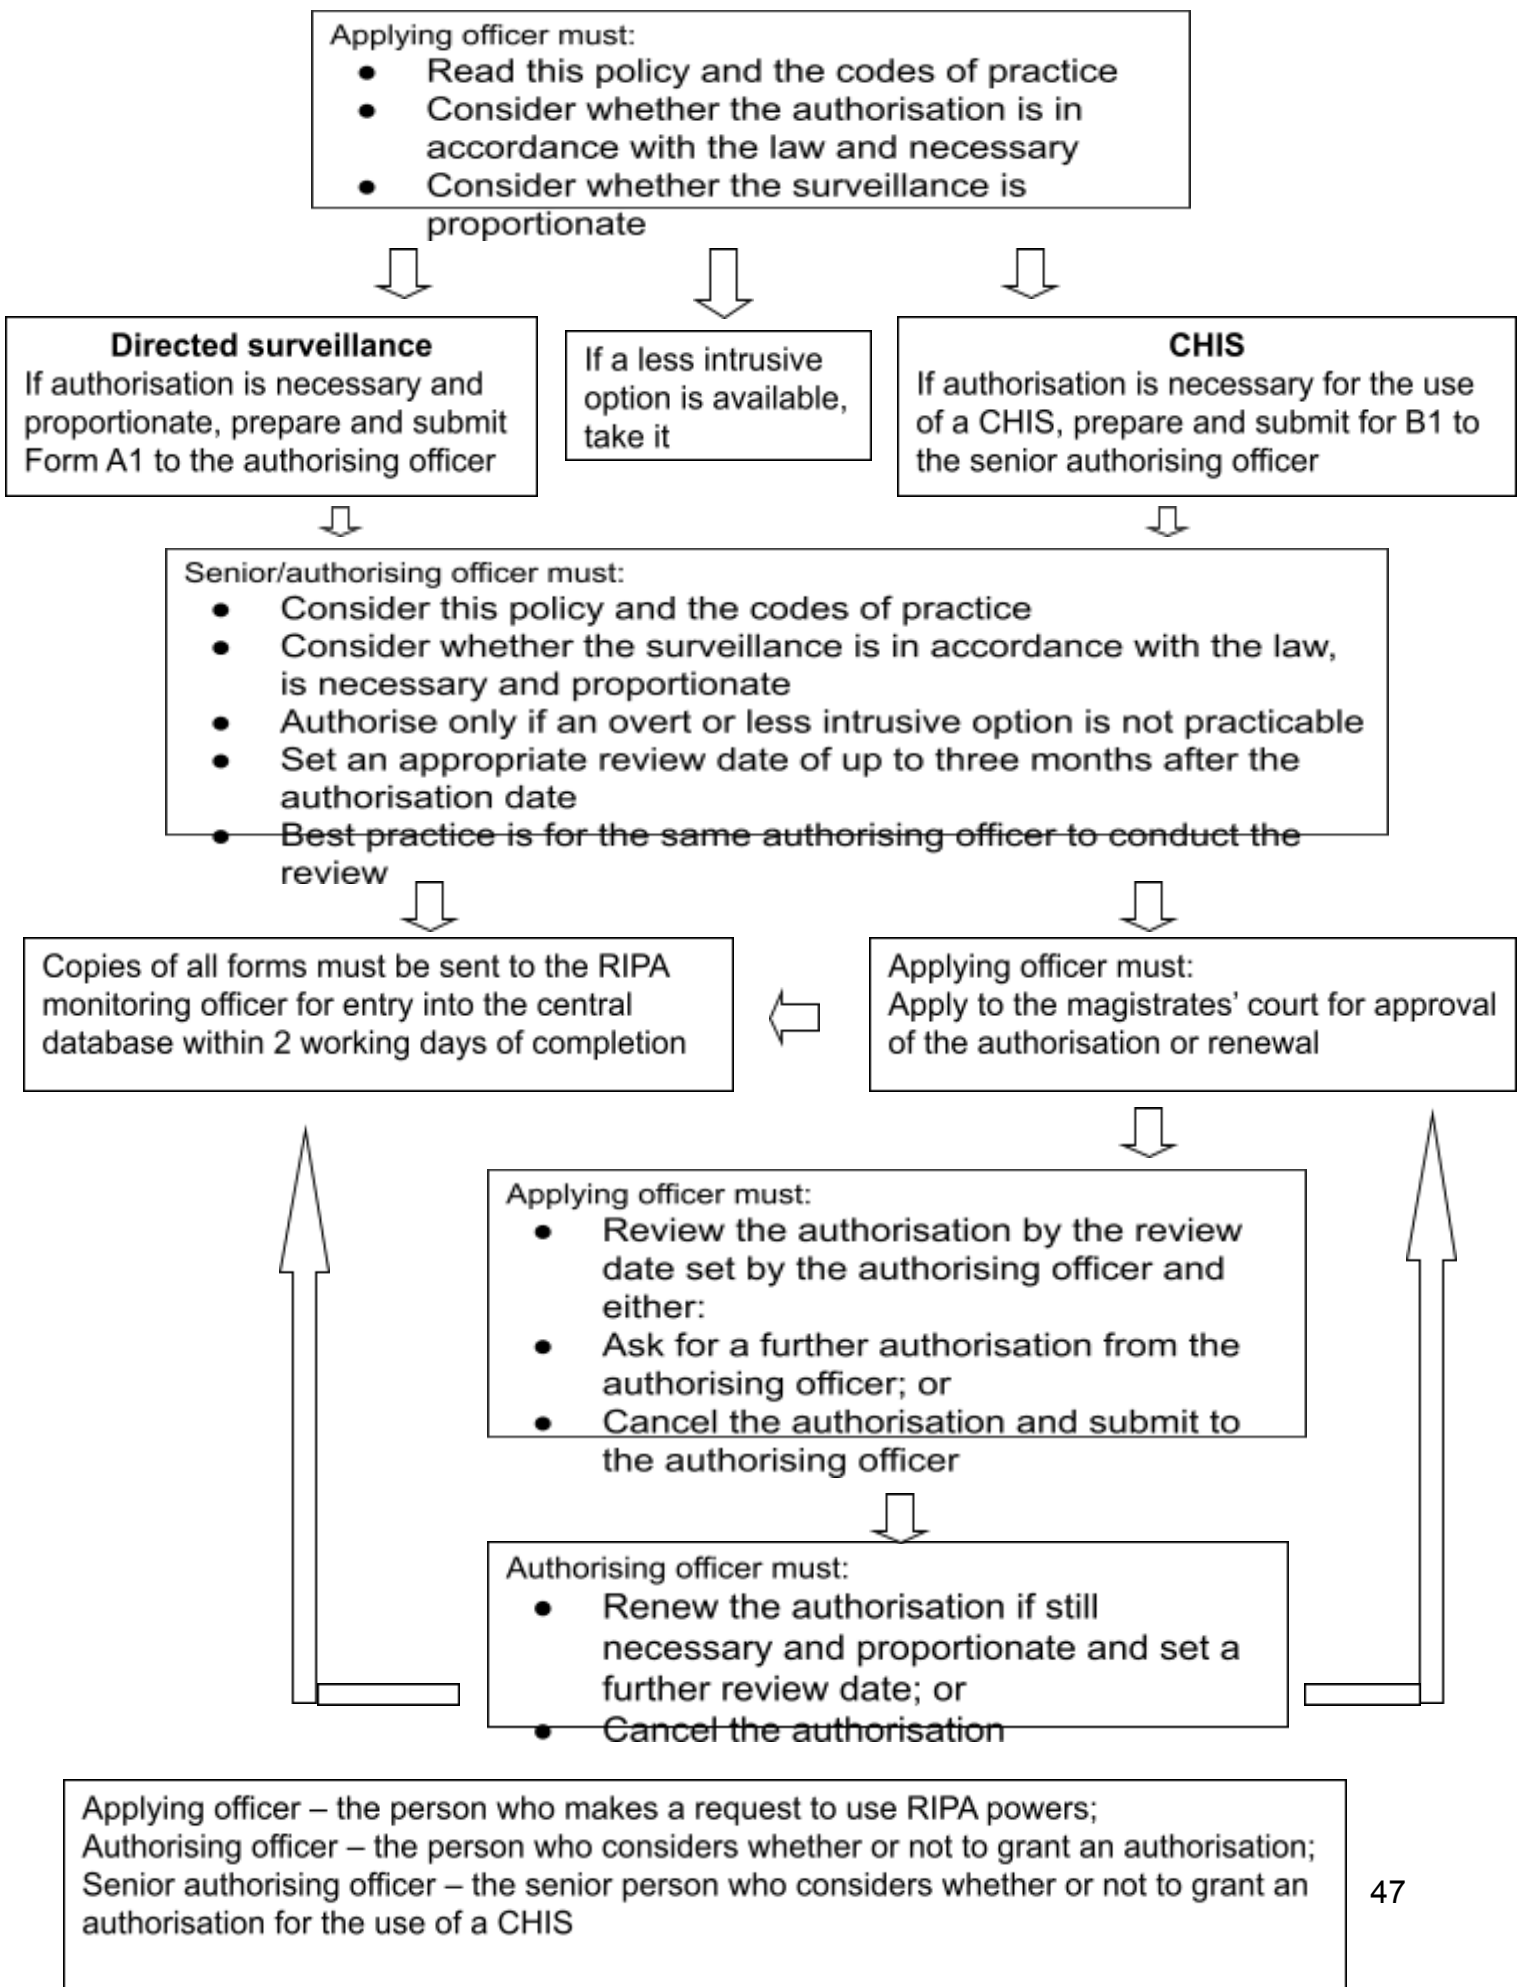 Applying officer must:
● Read this policy and the codes of practice
● Consider whether the authorisation is in
accordance with the law and necessary
● Consider whether the surveillance is
proportionate
Directed surveillance
If authorisation is necessary and
proportionate, prepare and submit
Form A1 to the authorising officer
If a less intrusive
option is available,
take it
CHIS
If authorisation is necessary for the use
of a CHIS, prepare and submit for B1 to
the senior authorising officer
Senior/authorising officer must:
● Consider this policy and the codes of practice
● Consider whether the surveillance is in accordance with the law,
is necessary and proportionate
● Authorise only if an overt or less intrusive option is not practicable
● Set an appropriate review date of up to three months after the
authorisation date
● Best practice is for the same authorising officer to conduct the
review
Copies of all forms must be sent to the RIPA
monitoring officer for entry into the central
database within 2 working days of completion
Applying officer must:
Apply to the magistrates’ court for approval
of the authorisation or renewal
Applying officer must:
● Review the authorisation by the review
date set by the authorising officer and
either:
● Ask for a further authorisation from the
authorising officer; or
● Cancel the authorisation and submit to
the authorising officer
Authorising officer must:
● Renew the authorisation if still
necessary and proportionate and set a
further review date; or
● Cancel the authorisation
Applying officer – the person who makes a request to use RIPA powers;
Authorising officer – the person who considers whether or not to grant an authorisation;
Senior authorising officer – the senior person who considers whether or not to grant an
authorisation for the use of a CHIS
47